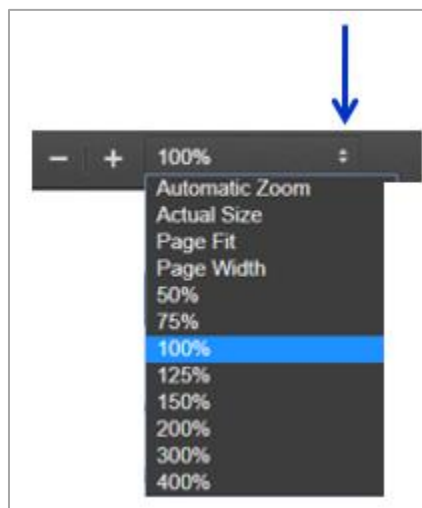 − + 100%
Automatic Zoom
Actual Size
Page Fit
Page Width
50%
75%
100%
125%
150%
200%
300%
400%